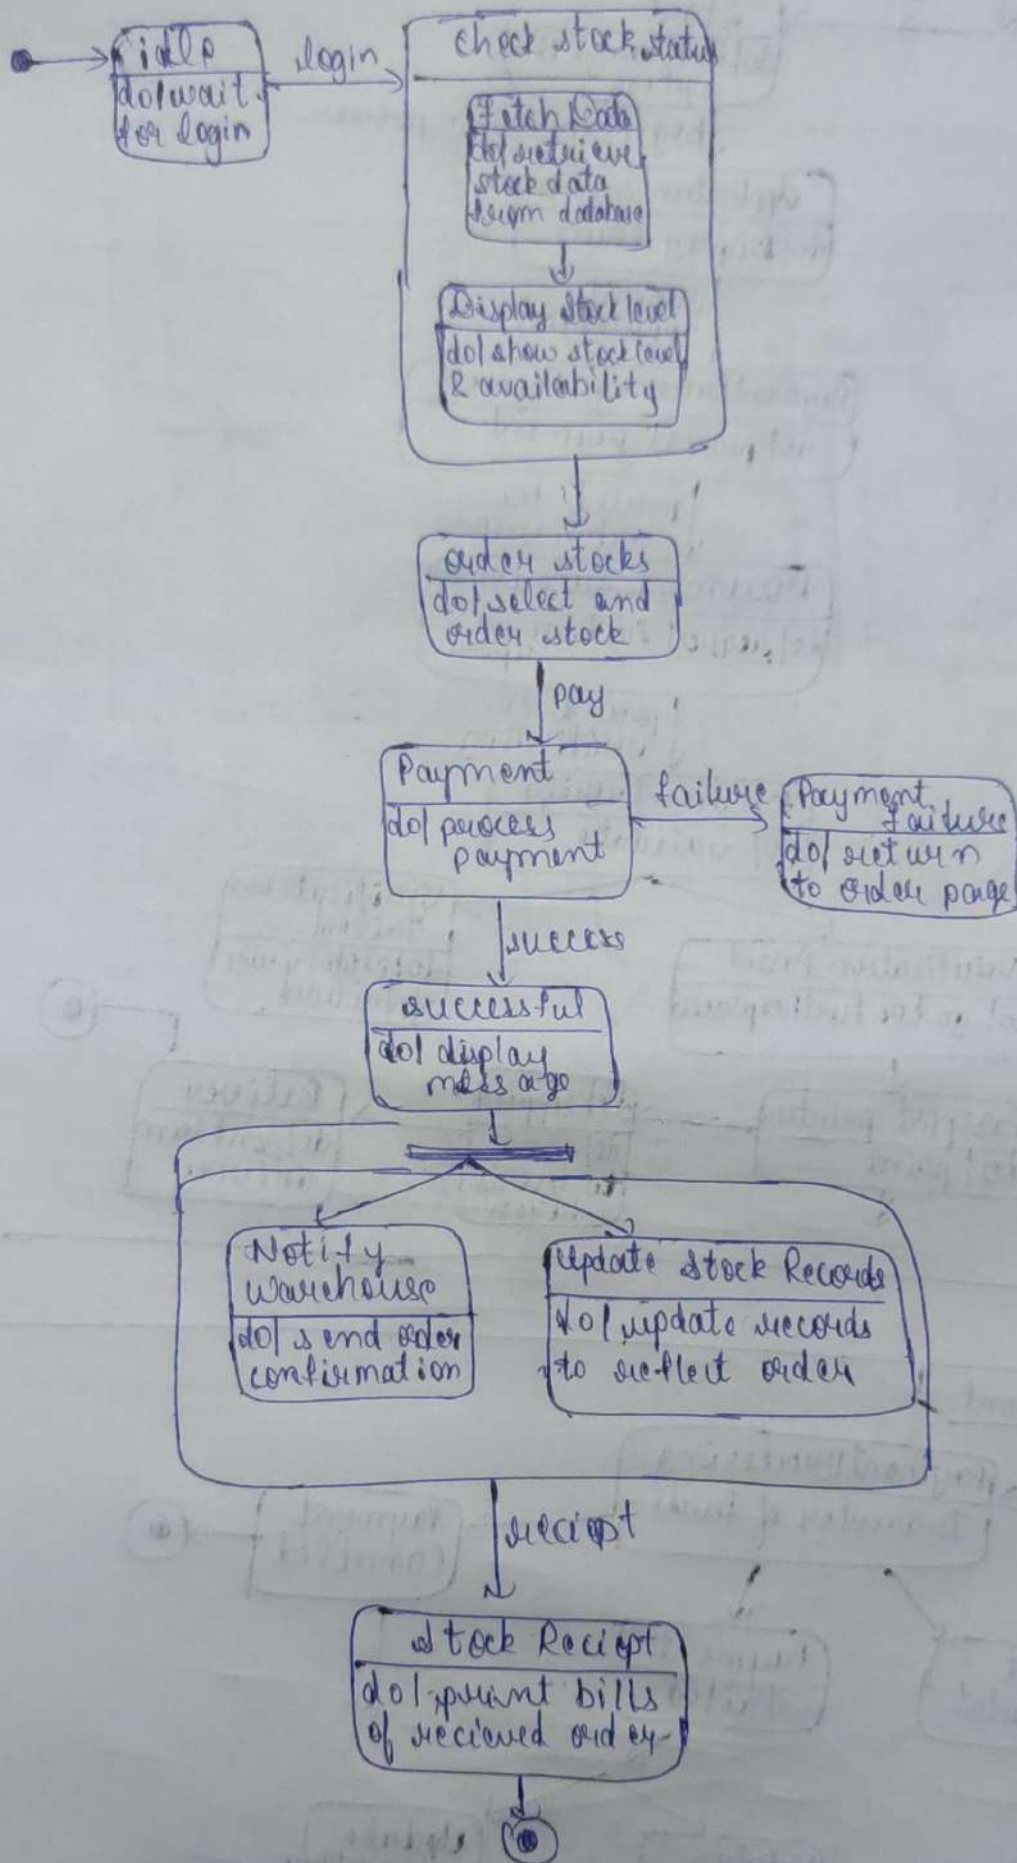 idle
do/wait
for login
login
check stock status
Fetch Data
do/retrieve
stock data
from database
Display stock level
do/show stock level
& availability
order stocks
do/select and
order stock
pay
Payment
do/process
payment
failure
Payment
failure
do/return
to order page
success
successful
do/display
message
Notify
warehouse
do/send order
confirmation
Update Stock Records
do/update records
to reflect order
reciept
Stock Reciept
do/print bills
of recieved order